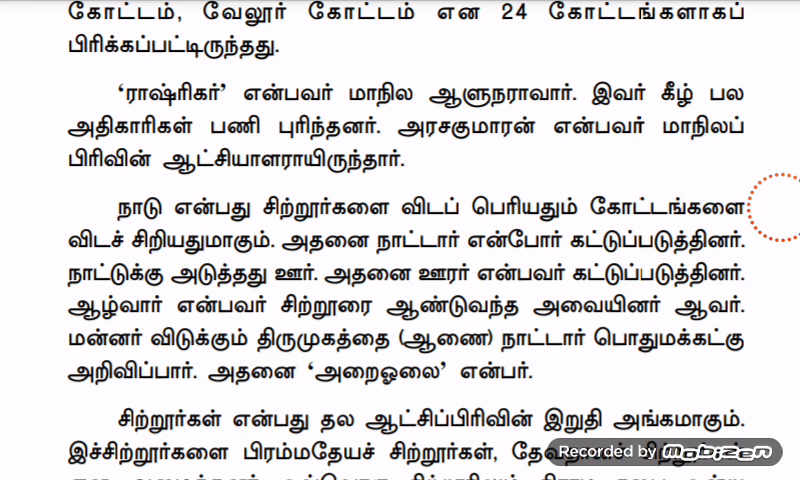 கோட்டம், வேலூர் கோட்டம் என 24 கோட்டங்களாகப்
பிரிக்கப்பட்டிருந்தது.
‘ராஷ்ரிகர்’ என்பவர் மாநில ஆளுநராவார். இவர் கீழ் பல
அதிகாரிகள் பணி புரிந்தனர். அரசகுமாரன் என்பவர் மாநிலப்
பிரிவின் ஆட்சியாளராயிருந்தார்.
நாடு என்பது சிற்றூர்களை விடப் பெரியதும் கோட்டங்களை
விடச் சிறியதுமாகும். அதனை நாட்டார் என்போர் கட்டுப்படுத்தினர்.
நாட்டுக்கு அடுத்தது ஊர். அதனை ஊரர் என்பவர் கட்டுப்படுத்தினர்.
ஆழ்வார் என்பவர் சிற்றூரை ஆண்டுவந்த அவையினர் ஆவர்.
மன்னர் விடுக்கும் திருமுகத்தை (ஆணை) நாட்டார் பொதுமக்கட்கு
அறிவிப்பார். அதனை ‘அறைஓலை’ என்பர்.
சிற்றூர்கள் என்பது தல ஆட்சிப்பிரிவின் இறுதி அங்கமாகும்.
இச்சிற்றூர்களை பிரம்மதேயச் சிற்றூர்கள்,
Recorded by Mobizen